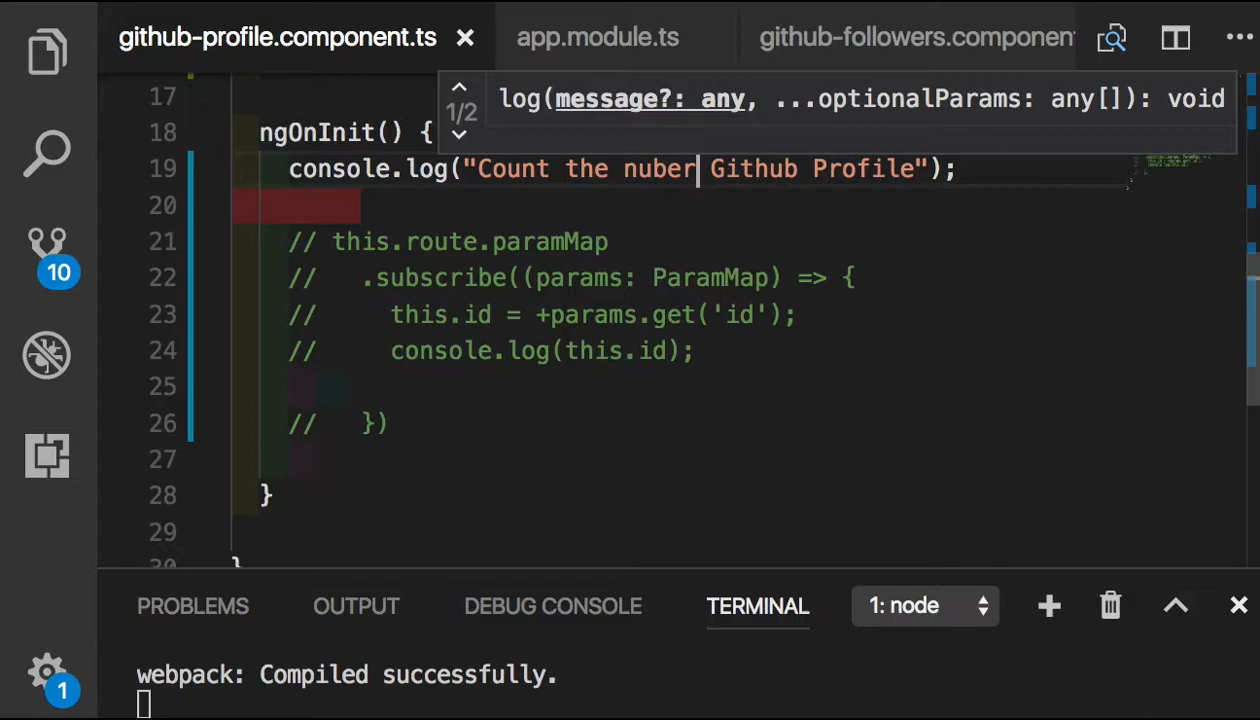 github-profile.component.ts
app.module.ts
github-followers.component
1/2
log(message?: any, ...optionalParams: any[]): void
17
18 ngOnInit() {
19 console.log("Count the nuber Github Profile");
20
21 // this.route.paramMap
22 // .subscribe((params: ParamMap) => {
23 // this.id = +params.get('id');
24 // console.log(this.id);
25
26 // })
27
28 }
29
30 }
10
1
PROBLEMS
OUTPUT
DEBUG CONSOLE
TERMINAL
1: node
webpack: Compiled successfully.